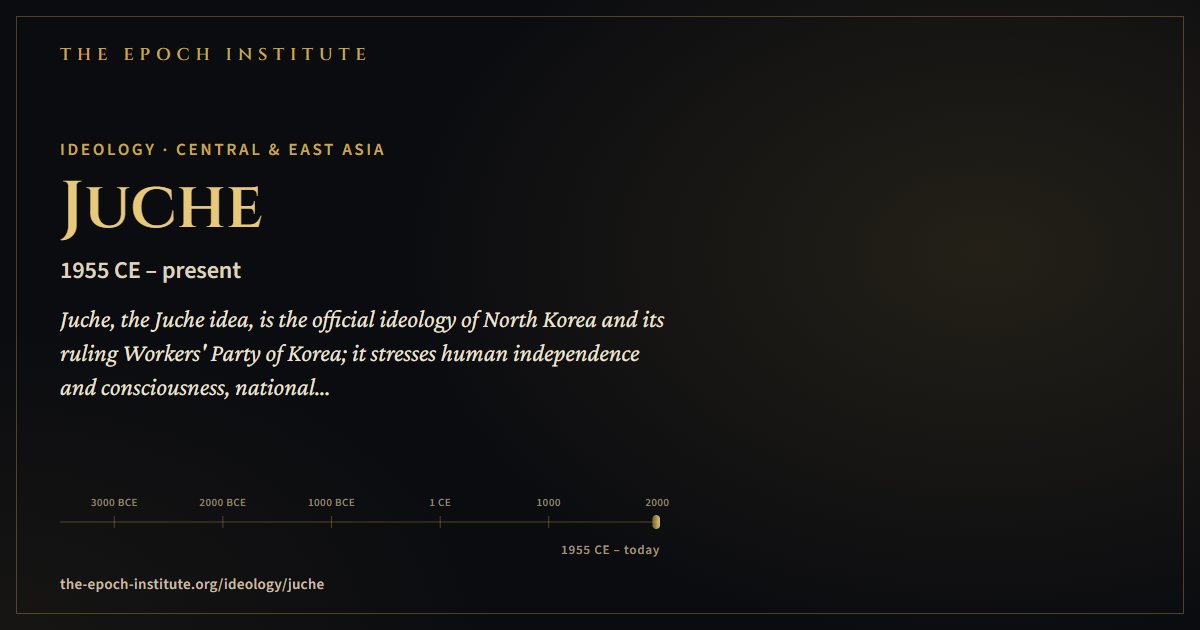 THE EPOCH INSTITUTE
IDEOLOGY · CENTRAL & EAST ASIA
JUCHE
1955 CE – present
Juche, the Juche idea, is the official ideology of North Korea and its
ruling Workers' Party of Korea; it stresses human independence
and consciousness, national...
3000 BCE 2000 BCE 1000 BCE 1 CE 1000 2000
1955 CE – today
the-epoch-institute.org/ideology/juche